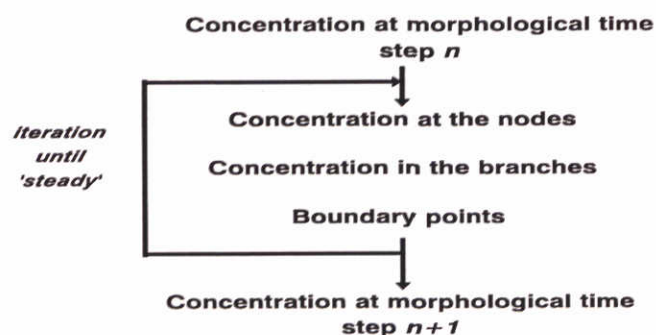 Concentration at morphological time
step n
iteration
until
'steady'
Concentration at the nodes
Concentration in the branches
Boundary points
Concentration at morphological time
step n+1